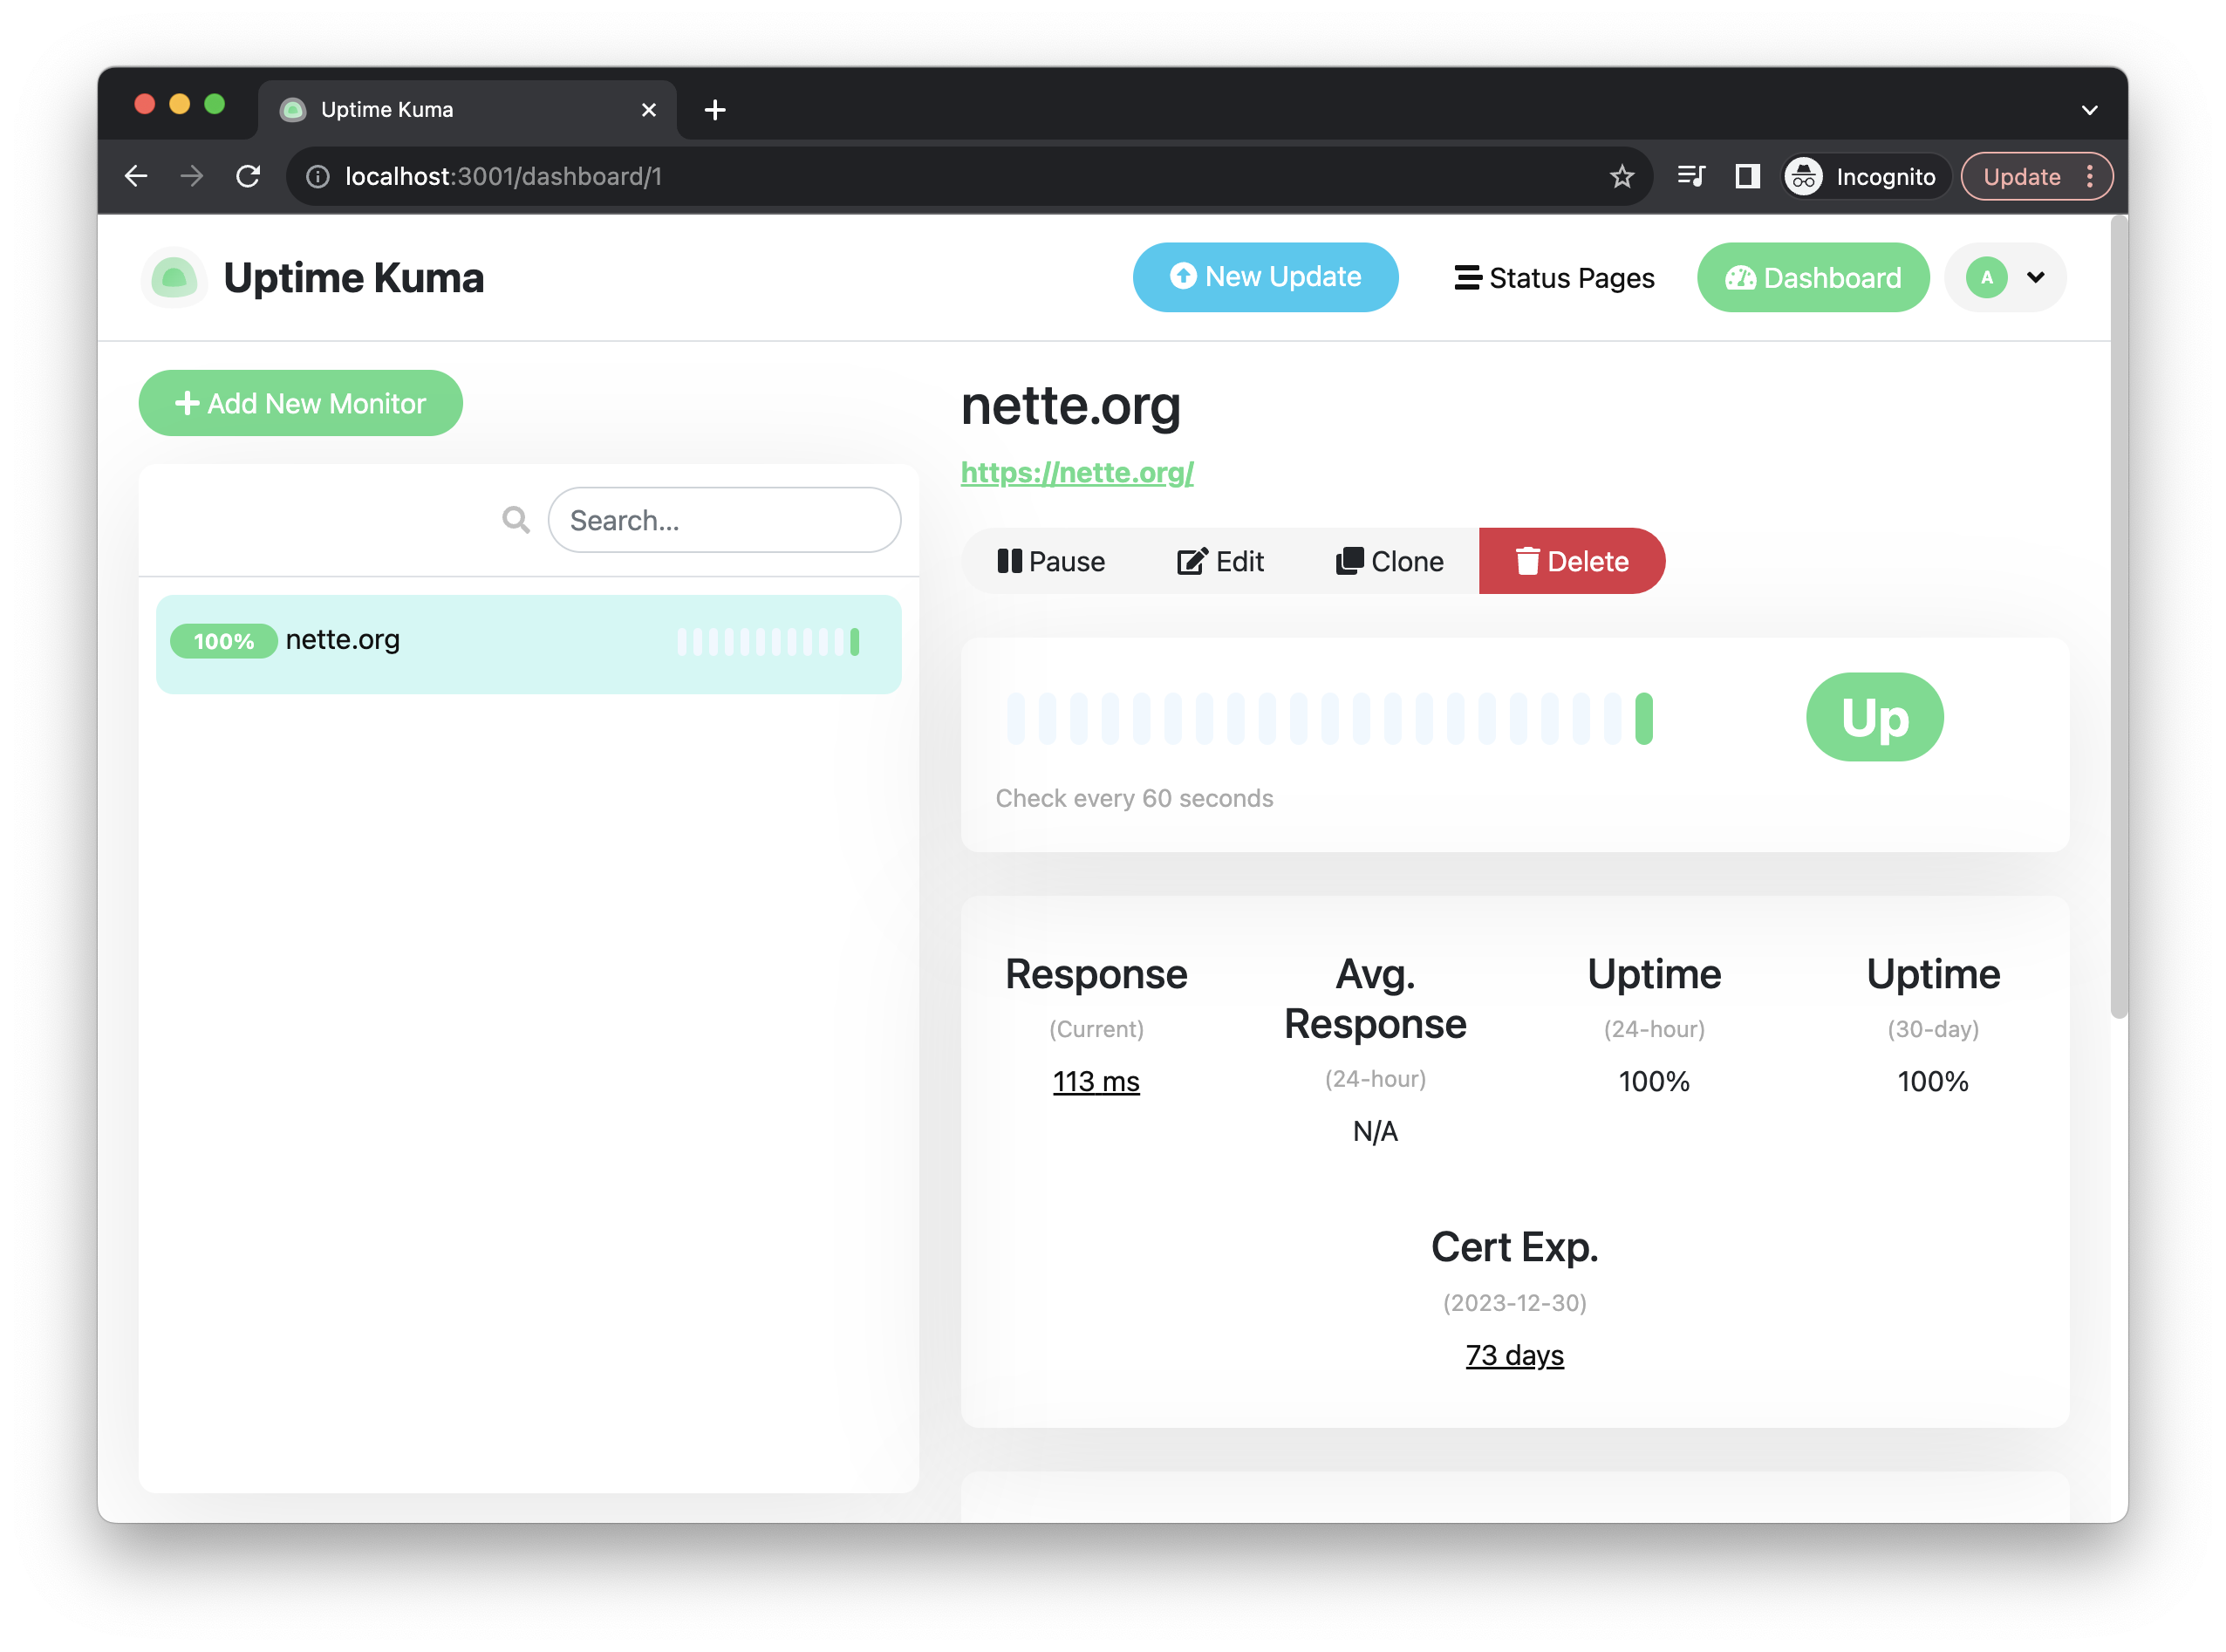 Uptime Kuma
localhost:3001/dashboard/1
Incognito
Update
Uptime Kuma
New Update
Status Pages
Dashboard
A
Add New Monitor
Search...
100% nette.org
nette.org
https://nette.org/
Pause Edit Clone Delete
Up
Check every 60 seconds
Response
(Current)
113 ms
Avg.
Response
(24-hour)
N/A
Uptime
(24-hour)
100%
Uptime
(30-day)
100%
Cert Exp.
(2023-12-30)
73 days